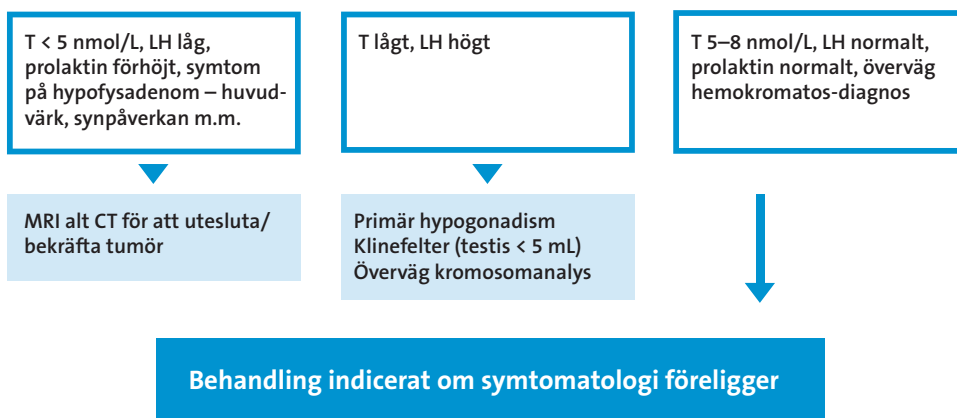 T < 5 nmol/L, LH låg,
prolaktin förhöjt, symtom
på hypofysadenom – huvud-
värk, synpåverkan m.m.
T lågt, LH högt
T 5–8 nmol/L, LH normalt,
prolaktin normalt, överväg
hemokromatos-diagnos
MRI alt CT för att utesluta/
bekräfta tumör
Primär hypogonadism
Klinefelter (testis < 5 mL)
Överväg kromosomanalys
Behandling indicerat om symtomatologi föreligger